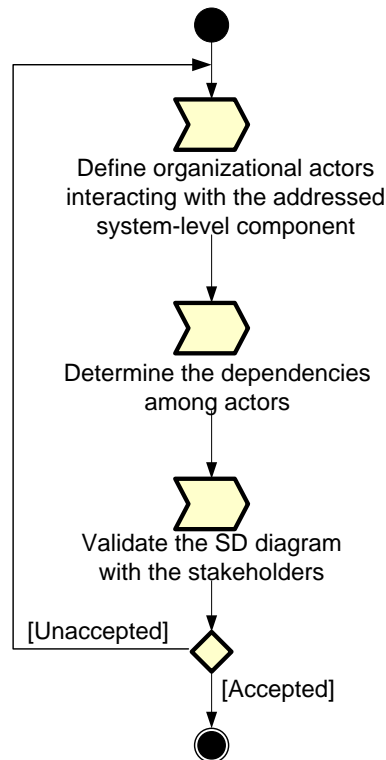 Define organizational actors
interacting with the addressed
system-level component
Determine the dependencies
among actors
Validate the SD diagram
with the stakeholders
[Unaccepted]
[Accepted]